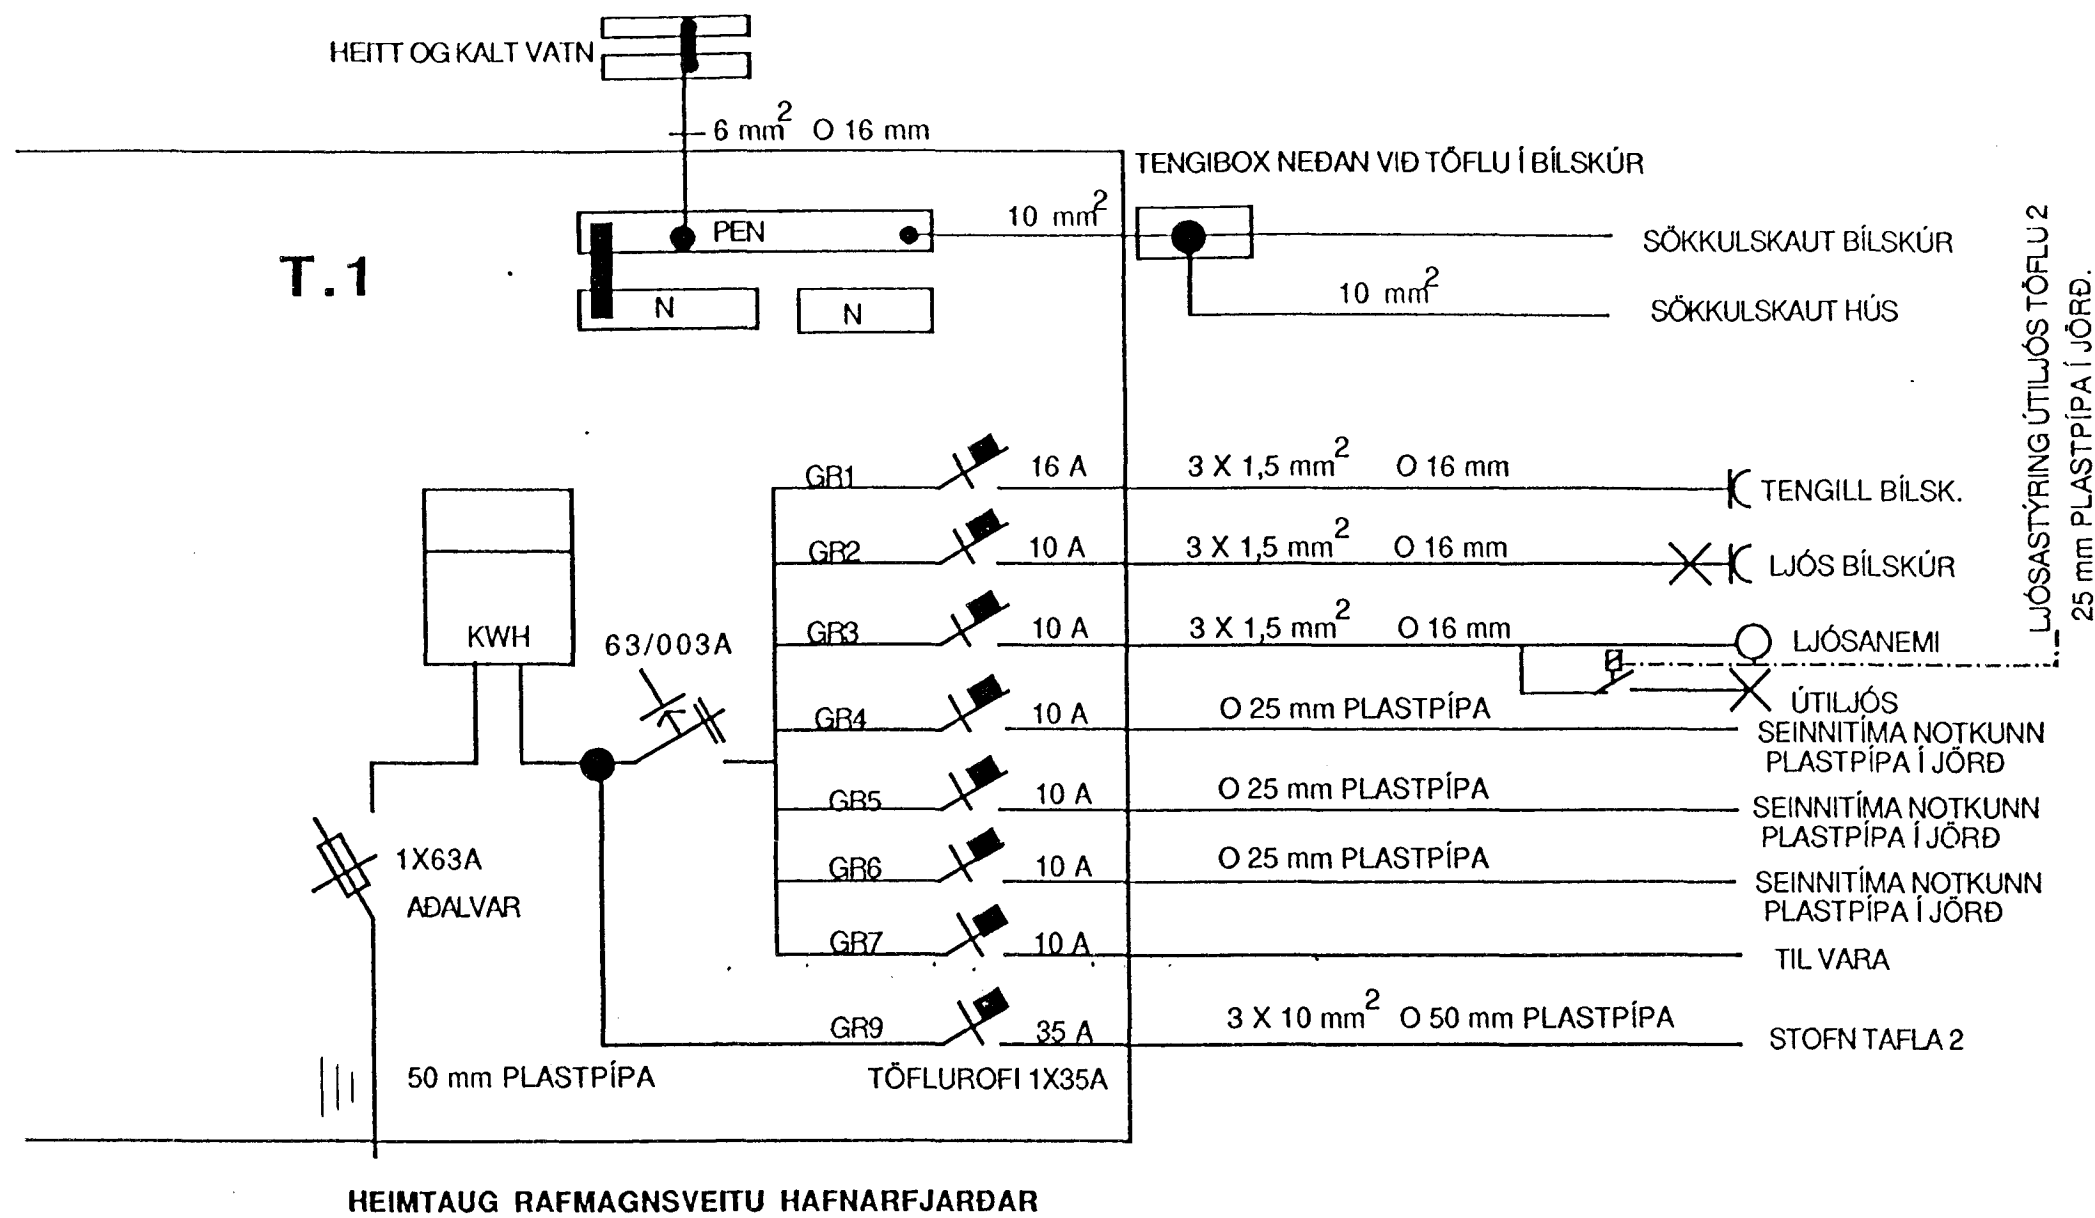 HEITT OG KALT VATN
6 mm² O 16 mm
TENGIBOX NEÐAN VIÐ TÖFLU Í BÍLSKÚR
T.1
PEN
10 mm²
SÖKKULSKAUT BÍLSKÚR
N
N
10 mm²
SÖKKULSKAUT HÚS
LJÓSASTÝRING ÚTILJÓS TÖFLU 2
25 mm PLASTPÍPA Í JÖRÐ.
GR1
16 A
3 X 1,5 mm² O 16 mm
TENGILL BÍLSK.
GR2
10 A
3 X 1,5 mm² O 16 mm
LJÓS BÍLSKÚR
KWH
63/003A
GR3
10 A
3 X 1,5 mm² O 16 mm
LJÓSANEMI
ÚTILJÓS
GR4
10 A
O 25 mm PLASTPÍPA
SEINNITÍMA NOTKUNN
PLASTPÍPA Í JÖRÐ
GR5
10 A
O 25 mm PLASTPÍPA
SEINNITÍMA NOTKUNN
PLASTPÍPA Í JÖRÐ
1X63A
AÐALVAR
GR6
10 A
O 25 mm PLASTPÍPA
SEINNITÍMA NOTKUNN
PLASTPÍPA Í JÖRÐ
GR7
10 A
TIL VARA
GR9
35 A
3 X 10 mm² O 50 mm PLASTPÍPA
STOFN TAFLA 2
50 mm PLASTPÍPA
TÖFLUROFI 1X35A
HEIMTAUG RAFMAGNSVEITU HAFNARFJARÐAR